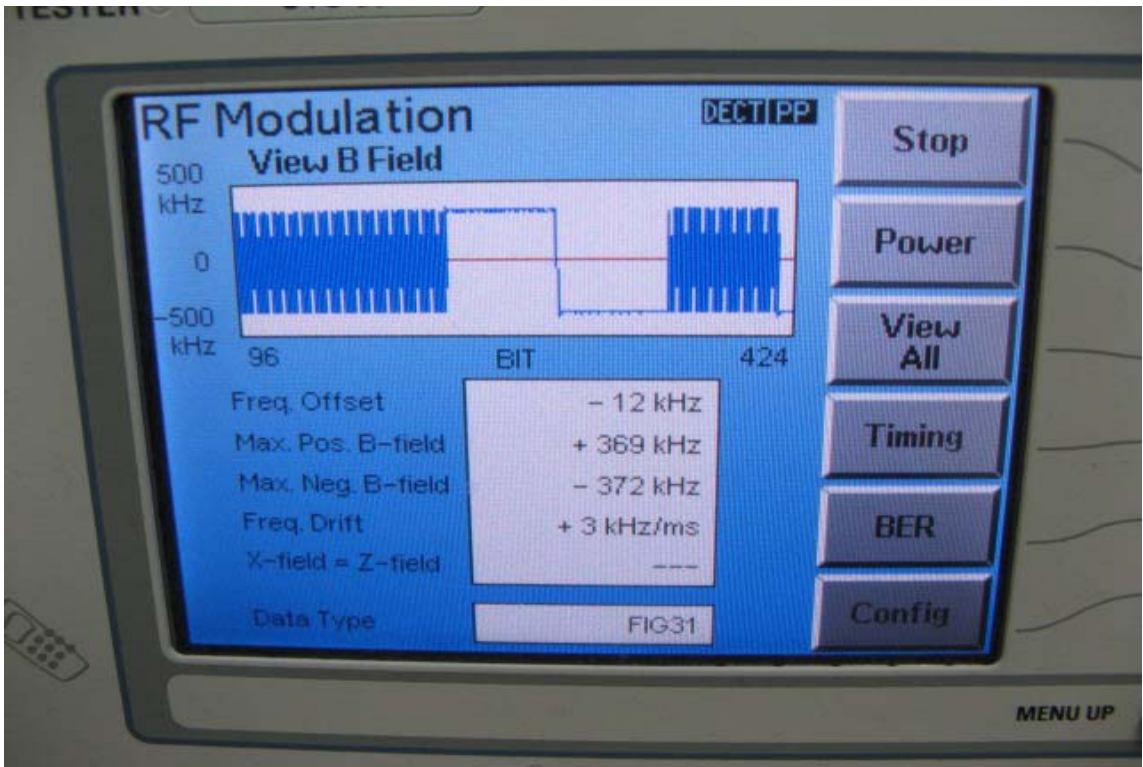 TESTER
RF Modulation
DECT PP
View B Field
500
kHz
0
-500
kHz
96 BIT 424
Freq. Offset - 12 kHz
Max. Pos. B-field + 369 kHz
Max. Neg. B-field - 372 kHz
Freq. Drift + 3 kHz/ms
X-field = Z-field ---
Data Type FIG31
Stop
Power
View
All
Timing
BER
Config
MENU UP